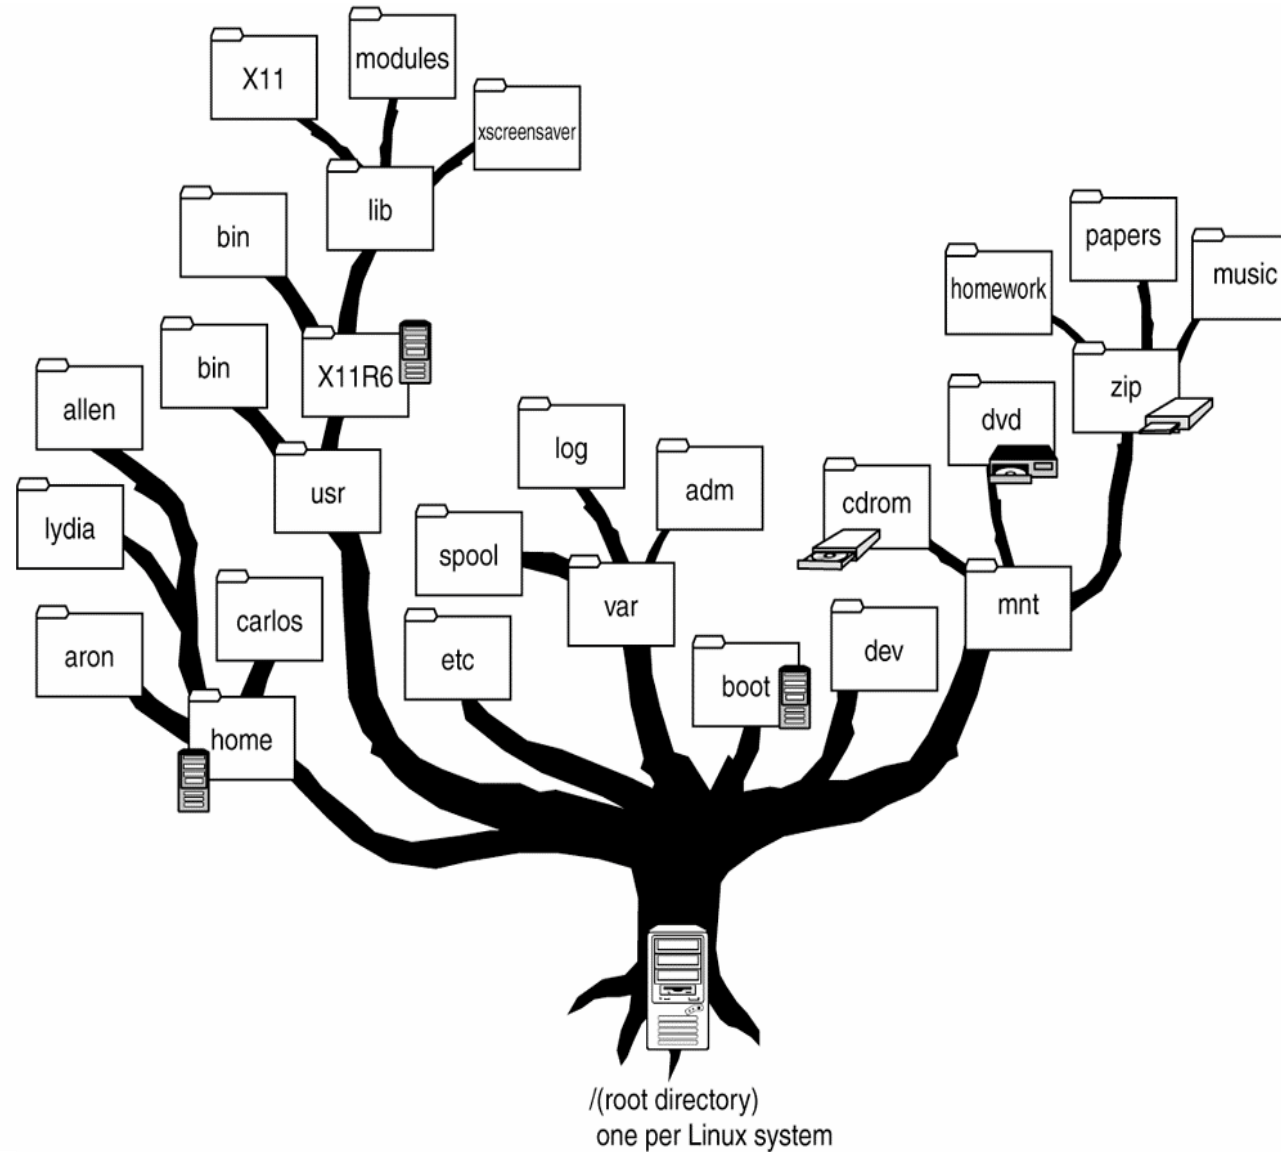 modules
X11
xscreensaver
lib
bin
papers
music
homework
X11R6
bin
zip
allen
dvd
log
adm
usr
cdrom
lydia
spool
var
mnt
carlos
aron
etc
dev
boot
home
/(root directory)
one per Linux system